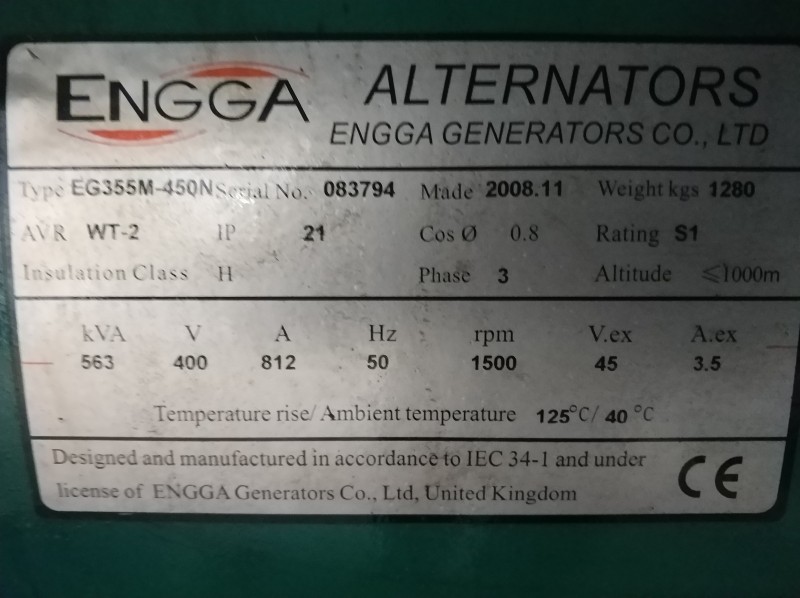 ENGGA ALTERNATORS
ENGGA GENERATORS CO., LTD
Type EG355M-450N Serial No. 083794 Made 2008.11 Weight kgs 1280
AVR WT-2 IP 21 Cos Ø 0.8 Rating S1
Insulation Class H Phase 3 Altitude ≤1000m
kVA V A Hz rpm V.ex A.ex
563 400 812 50 1500 45 3.5
Temperature rise/ Ambient temperature 125°C/ 40 °C
Designed and manufactured in accordance to IEC 34-1 and under
license of ENGGA Generators Co., Ltd, United Kingdom
CE